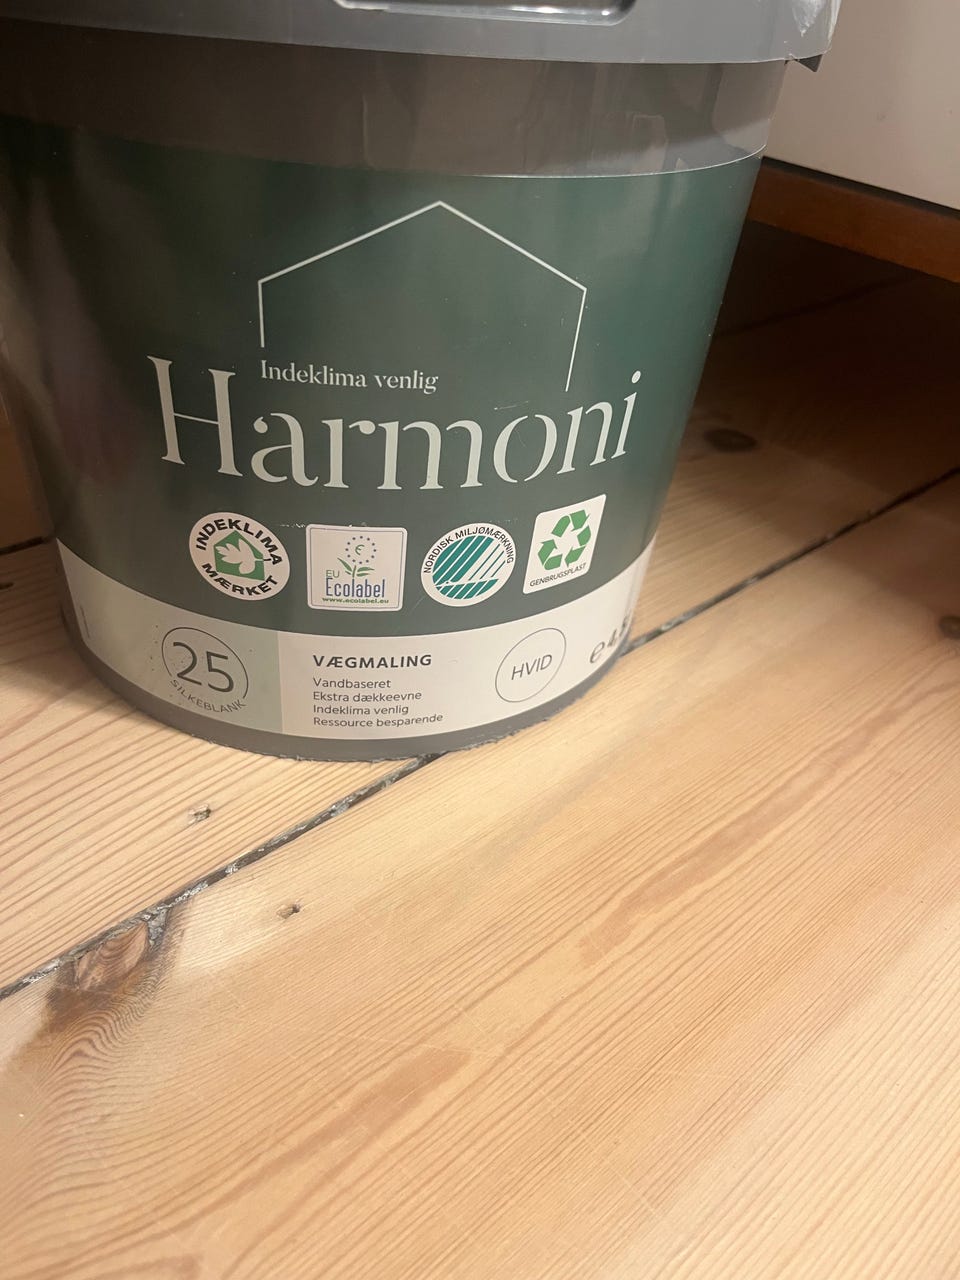 Indeklima venlig
Harmoni
INDEKLIMA
MÆRKET
EU
Ecolabel
www.ecolabel.eu
NORDISK MILJØMÆRKNING
GENBRUGSPLAST
25
SILKEBLANK
VÆGMALING
Vandbaseret
Ekstra dækkeevne
Indeklima venlig
Ressource besparende
HVID